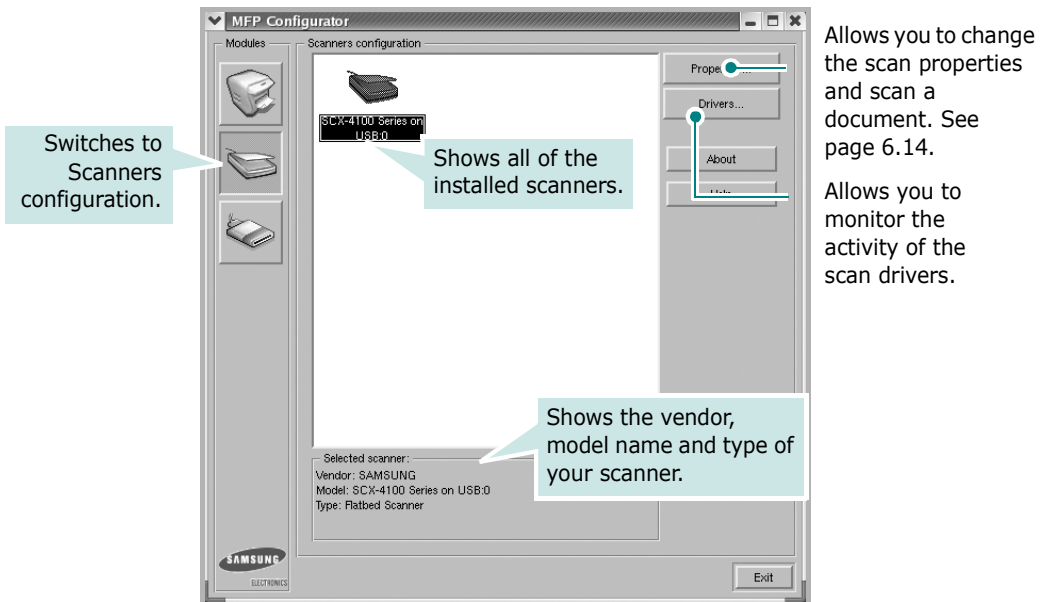 MFP Configurator
Modules
Scanners configuration
SCX-4100 Series on
USB:0
Drivers...
About
Switches to
Scanners
configuration.
Shows all of the
installed scanners.
Allows you to change
the scan properties
and scan a
document. See
page 6.14.
Allows you to
monitor the
activity of the
scan drivers.
Shows the vendor,
model name and type of
your scanner.
Selected scanner:
Vendor: SAMSUNG
Model: SCX-4100 Series on USB:0
Type: Flatbed Scanner
SAMSUNG
ELECTRONICS
Exit